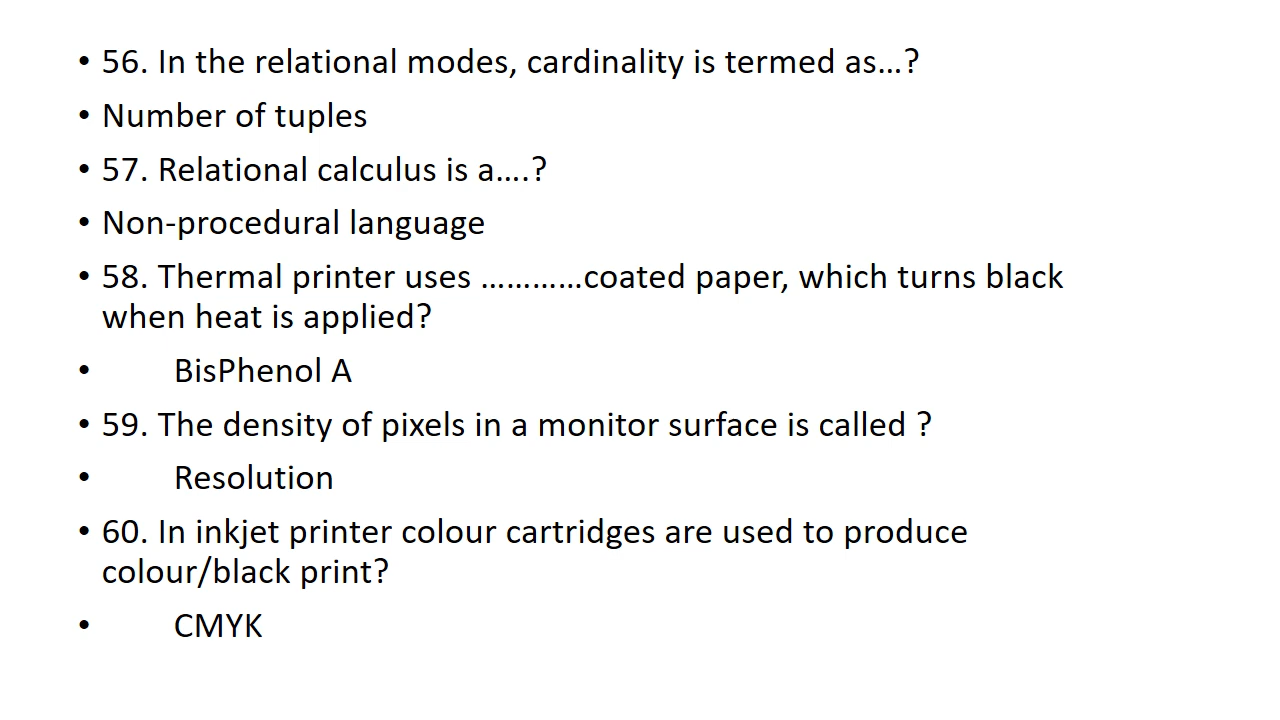 • 56. In the relational modes, cardinality is termed as…?
• Number of tuples
• 57. Relational calculus is a….?
• Non-procedural language
• 58. Thermal printer uses …………coated paper, which turns black
when heat is applied?
• BisPhenol A
• 59. The density of pixels in a monitor surface is called ?
• Resolution
• 60. In inkjet printer colour cartridges are used to produce
colour/black print?
• CMYK